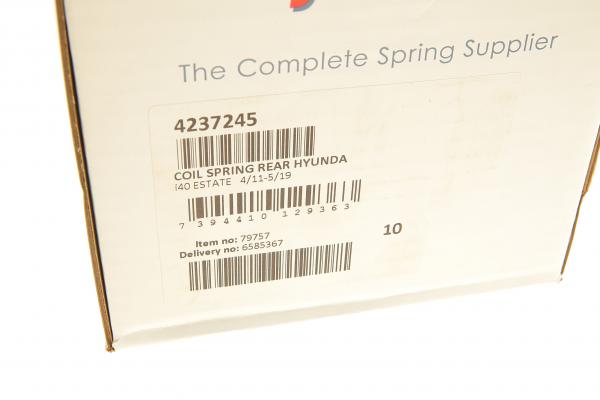 The Complete Spring Supplier
4237245
COIL SPRING REAR HYUNDA
i40 ESTATE 4/11-5/19
7 394410 129363
Item no: 79757
Delivery no: 6585367
10